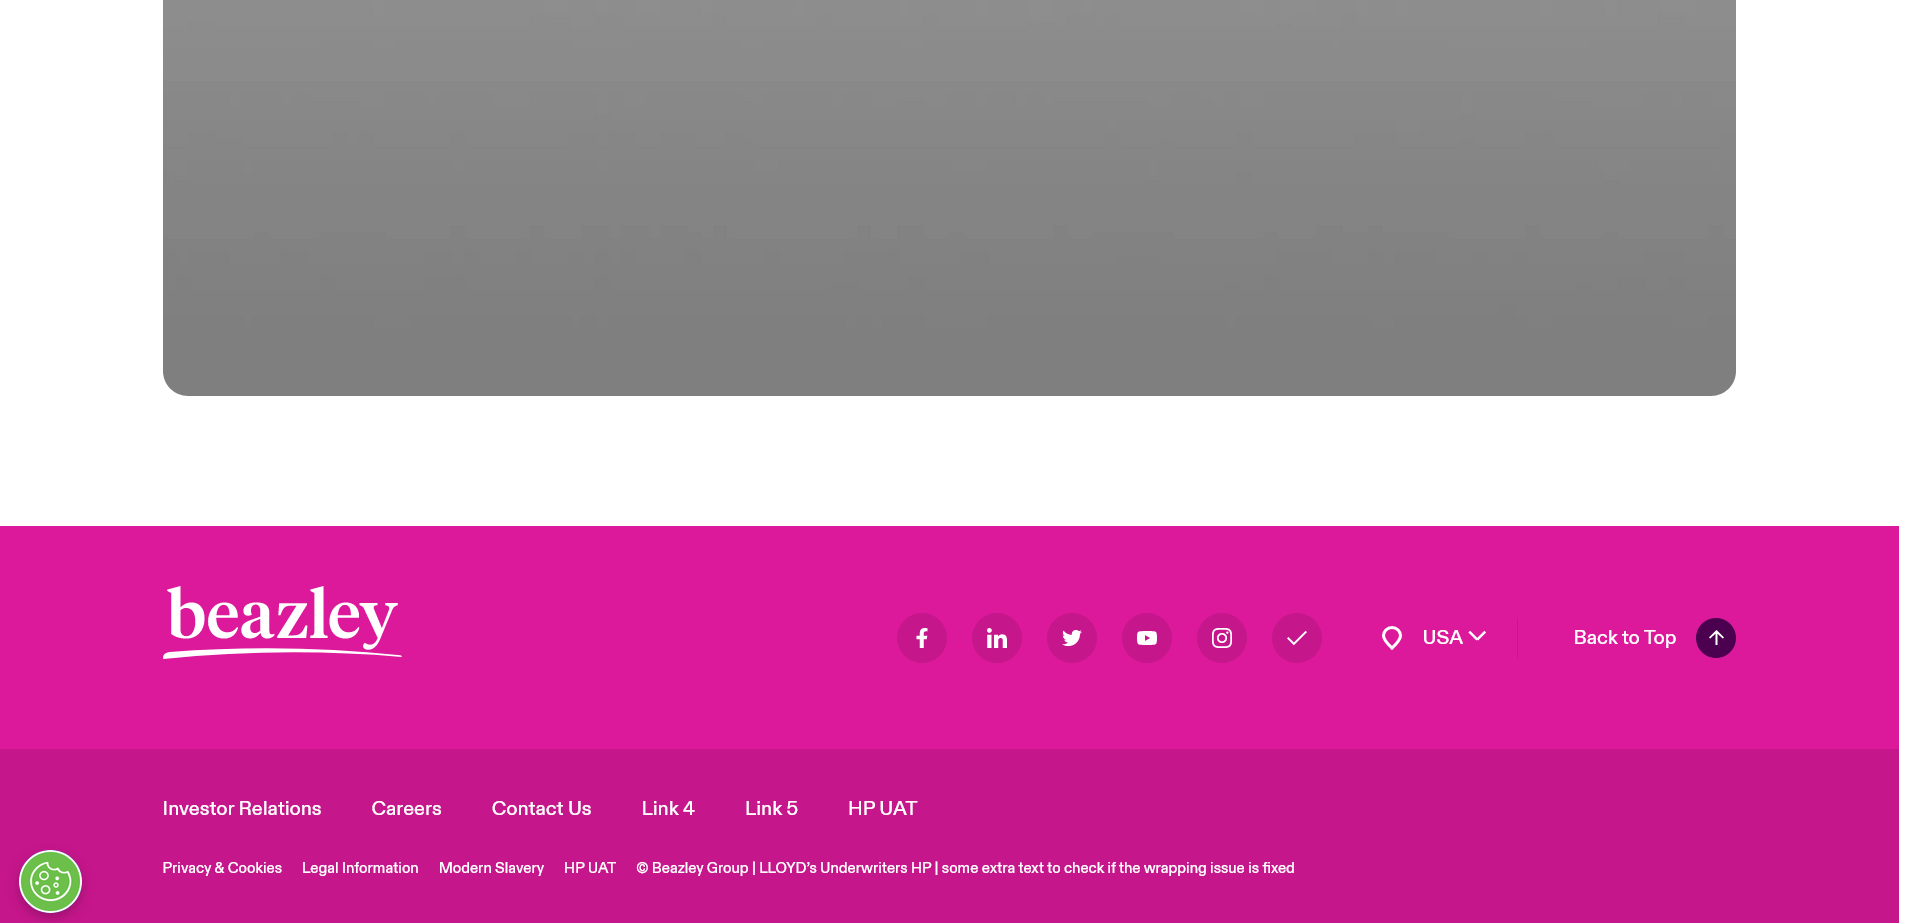 beazley
USA
Back to Top
Investor Relations Careers Contact Us Link 4 Link 5 HP UAT
Privacy & Cookies Legal Information Modern Slavery HP UAT © Beazley Group | LLOYD’s Underwriters HP | some extra text to check if the wrapping issue is fixed